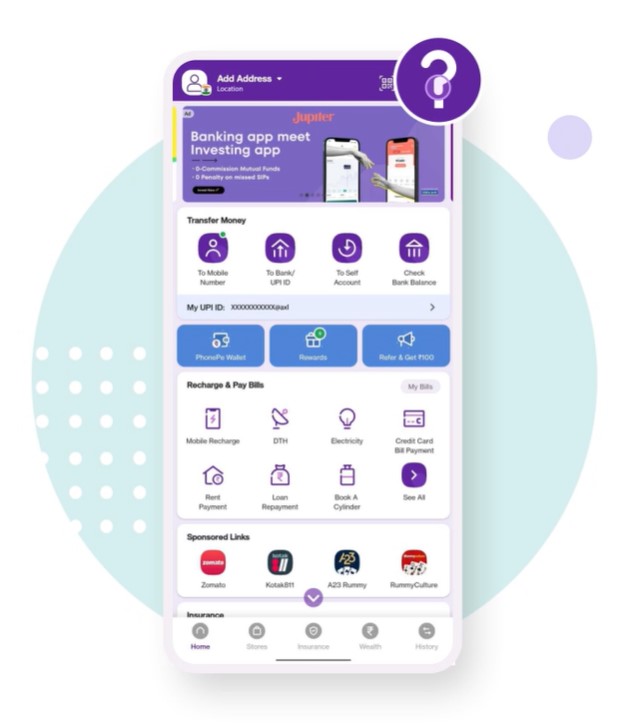 Add Address
Location
Ad
Jupiter
Banking app meet
Investing app
· 0-Commission Mutual Funds
· 0 Penalty on missed SIPs
Transfer Money
To Mobile Number
To Bank/ UPI ID
To Self Account
Check Bank Balance
My UPI ID: XXXXXXXXXXX@axl
PhonePe Wallet
Rewards
Refer & Get ₹100
Recharge & Pay Bills
My Bills
Mobile Recharge
DTH
Electricity
Credit Card Bill Payment
Rent Payment
Loan Repayment
Book A Cylinder
See All
Sponsored Links
zomato
kotak
A23
Zomato
Kotak811
A23 Rummy
RummyCulture
Insurance
Home
Stores
Insurance
Wealth
History